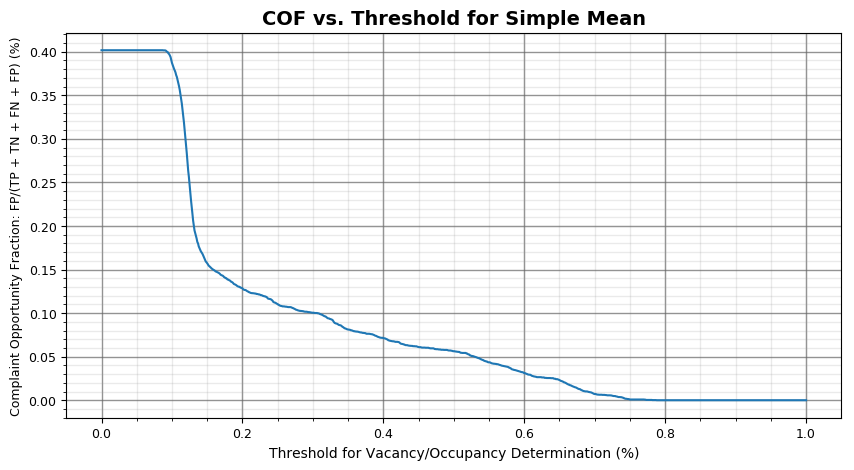 COF vs. Threshold for Simple Mean
Complaint Opportunity Fraction: FP/(TP + TN + FN + FP) (%)
0.40
0.35
0.30
0.25
0.20
0.15
0.10
0.05
0.00
0.0 0.2 0.4 0.6 0.8 1.0
Threshold for Vacancy/Occupancy Determination (%)